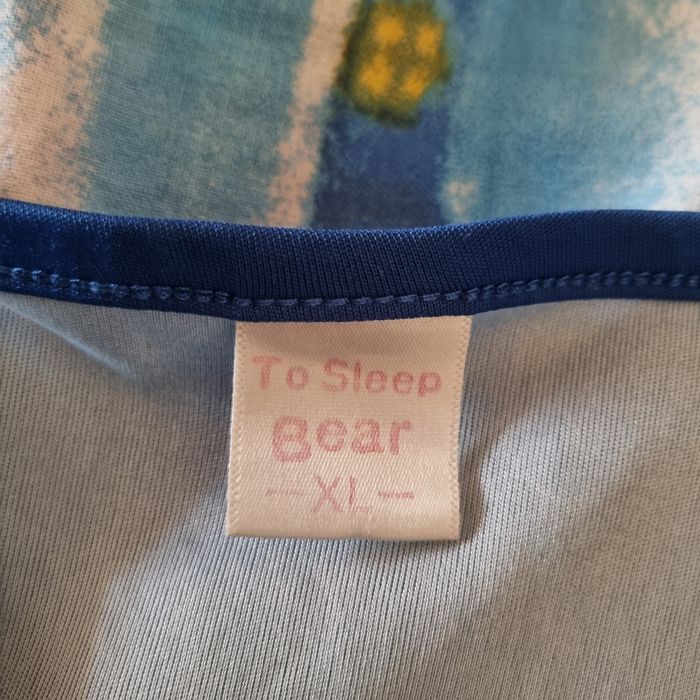 To Sleep
Bear
—XL—